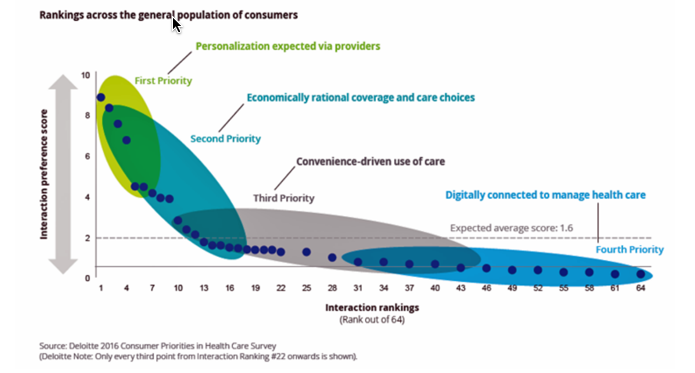 Rankings across the general population of consumers
Personalization expected via providers
First Priority
Economically rational coverage and care choices
Second Priority
Convenience-driven use of care
Third Priority
Digitally connected to manage health care
Expected average score: 1.6
Fourth Priority
Interaction preference score
10
8
6
4
2
0
1 4 7 10 13 16 19 22 25 28 31 34 37 40 43 46 49 52 55 58 61 64
Interaction rankings
(Rank out of 64)
Source: Deloitte 2016 Consumer Priorities in Health Care Survey
(Deloitte Note: Only every third point from Interaction Ranking #22 onwards is shown).